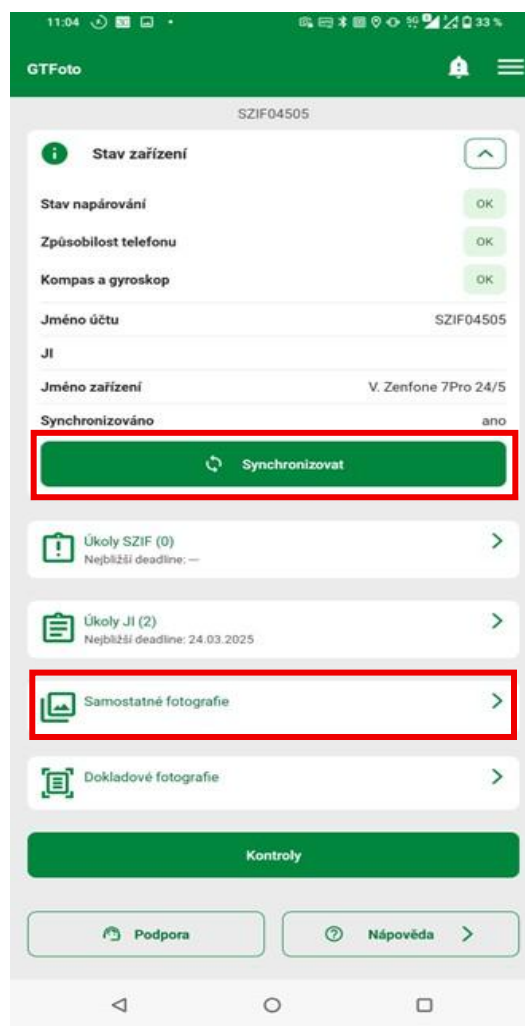 11:04 33 %
GTFoto
SZIF04505
Stav zařízení
Stav napárování OK
Způsobilost telefonu OK
Kompas a gyroskop OK
Jméno účtu SZIF04505
JI
Jméno zařízení V. Zenfone 7Pro 24/5
Synchronizováno ano
Synchronizovat
Úkoly SZIF (0)
Nejbližší deadline: —
Úkoly JI (2)
Nejbližší deadline: 24.03.2025
Samostatné fotografie
Dokladové fotografie
Kontroly
Podpora
Nápověda